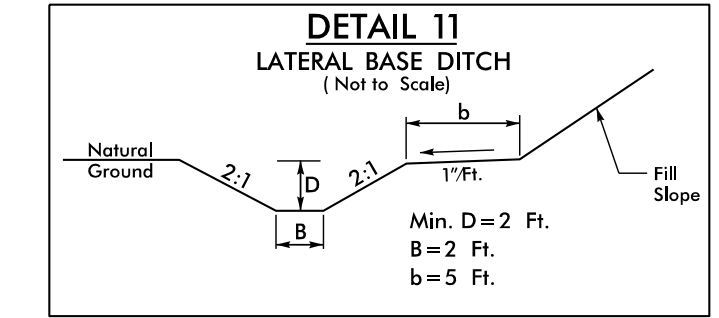 DETAIL 11
LATERAL BASE DITCH
( Not to Scale)
b
Natural
Ground
2:1
D
2:1
1"/Ft.
Fill
Slope
B
Min. D=2 Ft.
B=2 Ft.
b=5 Ft.